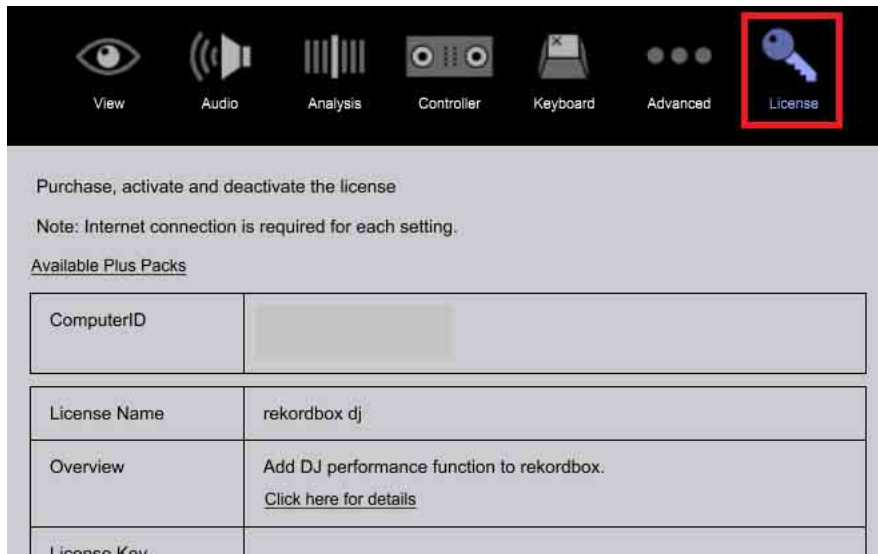 View Audio Analysis Controller Keyboard Advanced License
Purchase, activate and deactivate the license
Note: Internet connection is required for each setting.
Available Plus Packs
ComputerID
License Name rekordbox dj
Overview Add DJ performance function to rekordbox.
Click here for details
License Key